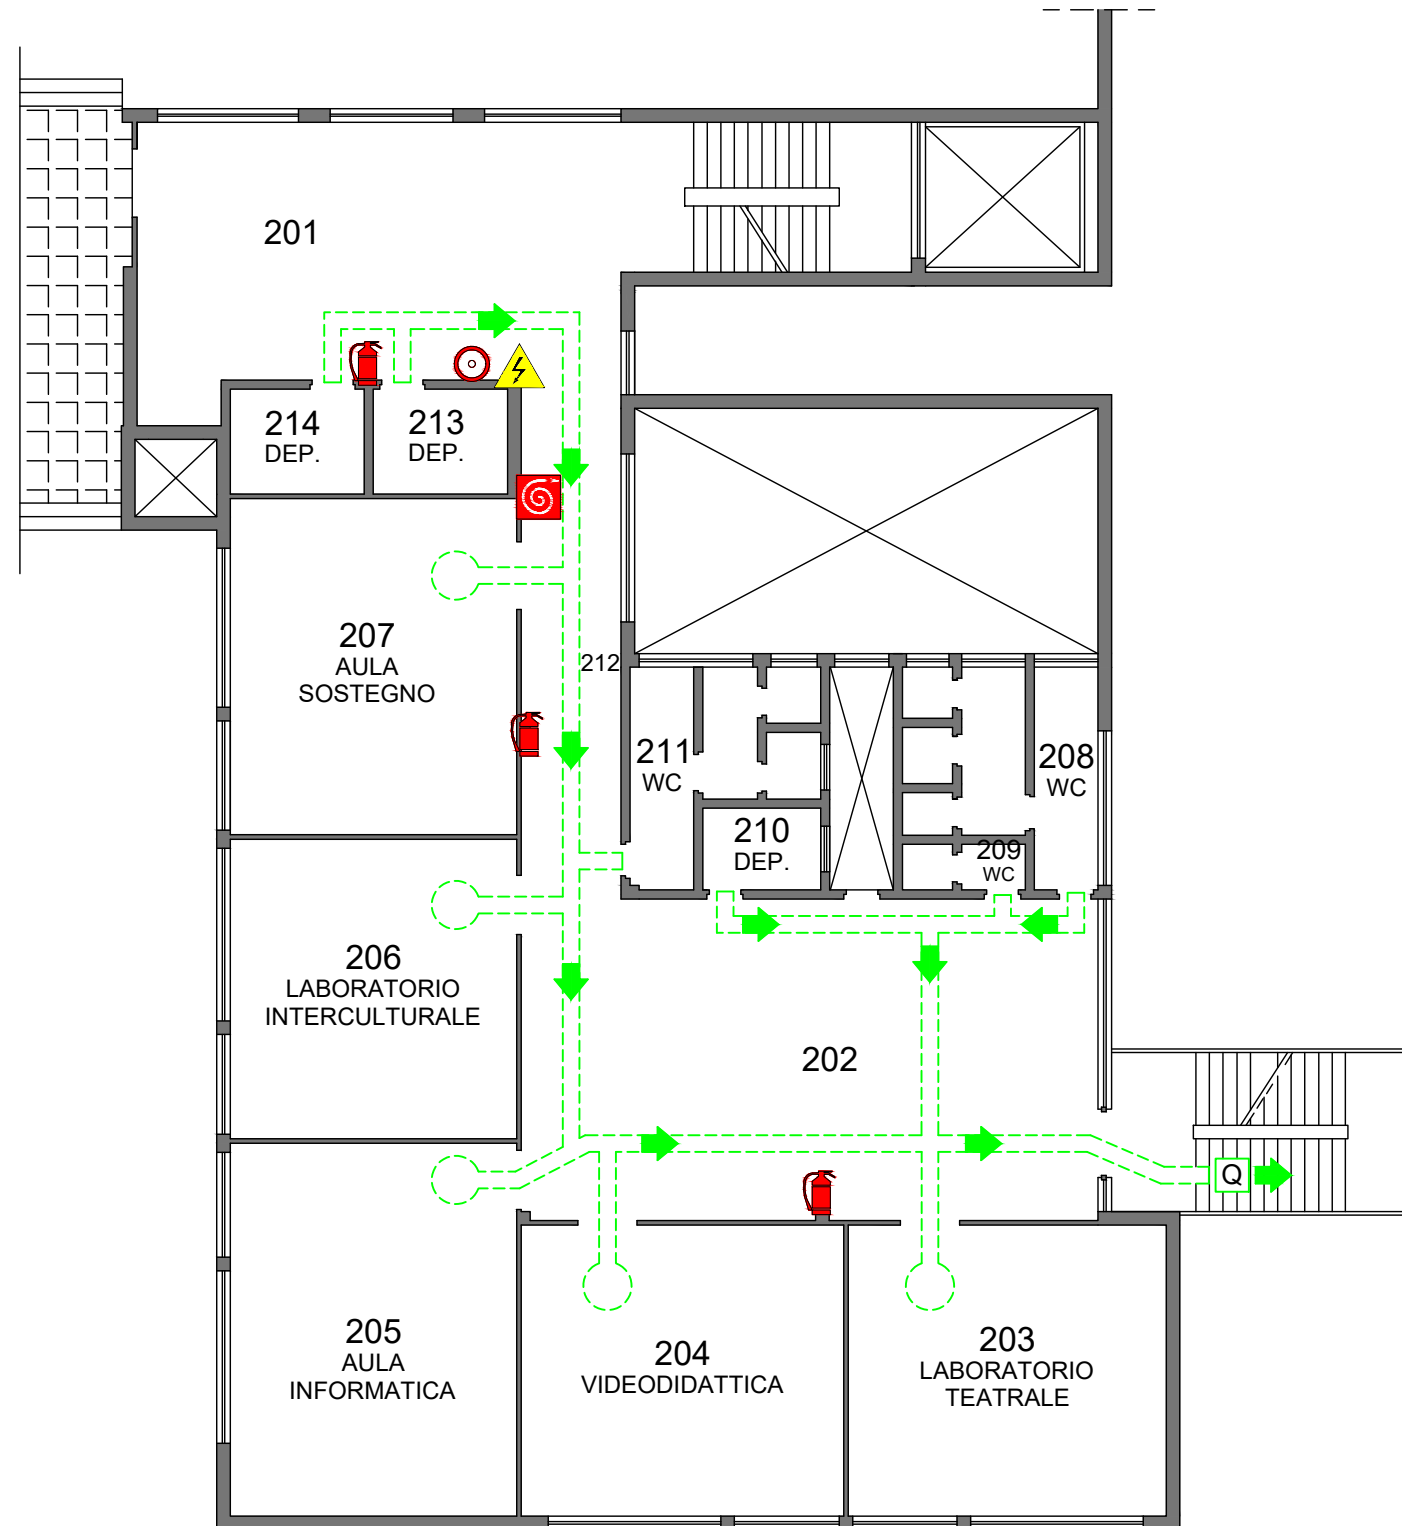 201
214
DEP.
213
DEP.
207
AULA
SOSTEGNO
212
211
WC
208
WC
210
DEP.
209
WC
206
LABORATORIO
INTERCULTURALE
202
Q
205
AULA
INFORMATICA
204
VIDEODIDATTICA
203
LABORATORIO
TEATRALE